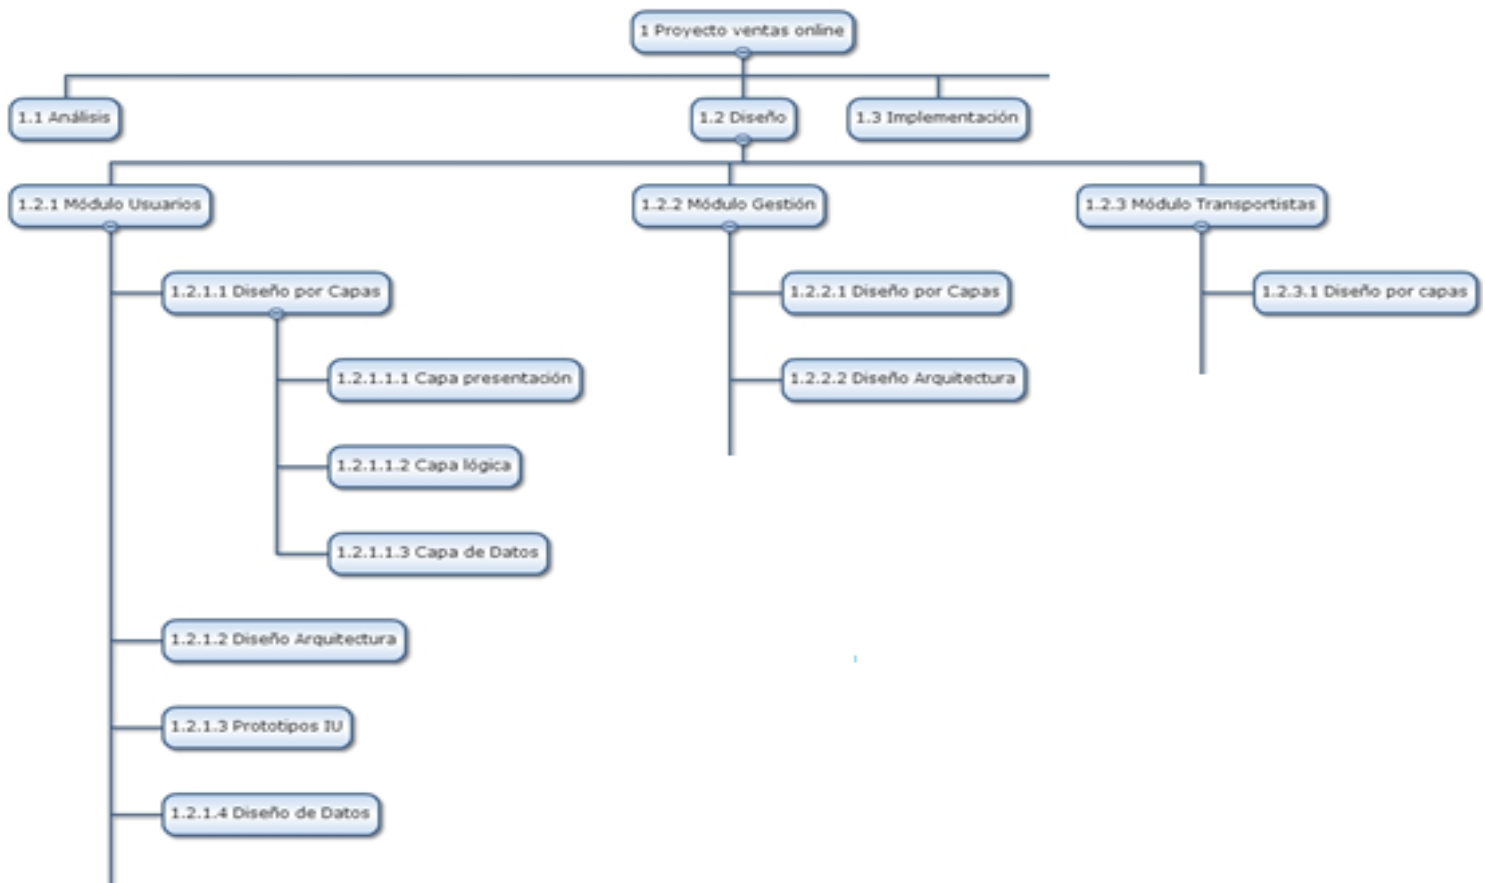 1 Proyecto ventas online
1.1 Análisis
1.2 Diseño
1.3 Implementación
1.2.1 Módulo Usuarios
1.2.2 Módulo Gestión
1.2.3 Módulo Transportistas
1.2.1.1 Diseño por Capas
1.2.2.1 Diseño por Capas
1.2.3.1 Diseño por capas
1.2.1.1.1 Capa presentación
1.2.2.2 Diseño Arquitectura
1.2.1.1.2 Capa lógica
1.2.1.1.3 Capa de Datos
1.2.1.2 Diseño Arquitectura
1.2.1.3 Prototipos IU
1.2.1.4 Diseño de Datos